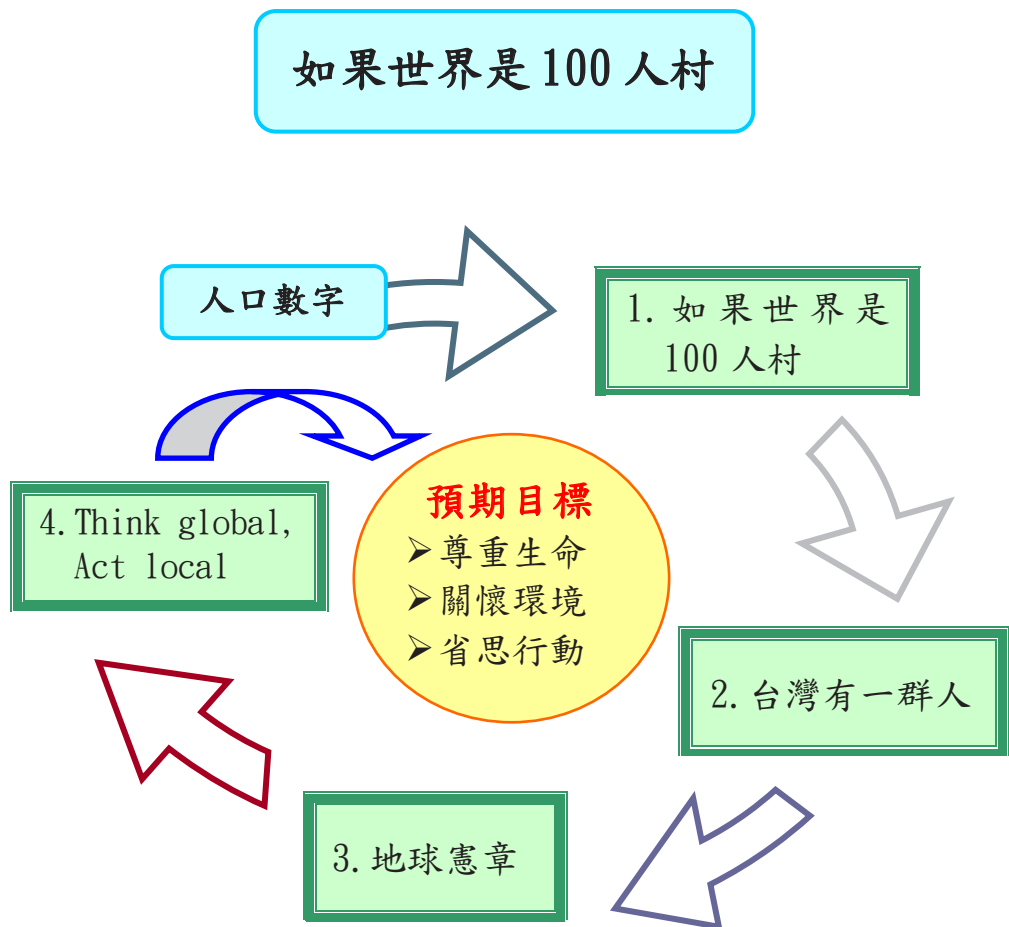 如果世界是100人村
人口數字
1.如果世界是
100人村
2.台灣有一群人
3.地球憲章
4.Think global,
Act local
預期目標
➢尊重生命
➢關懷環境
➢省思行動